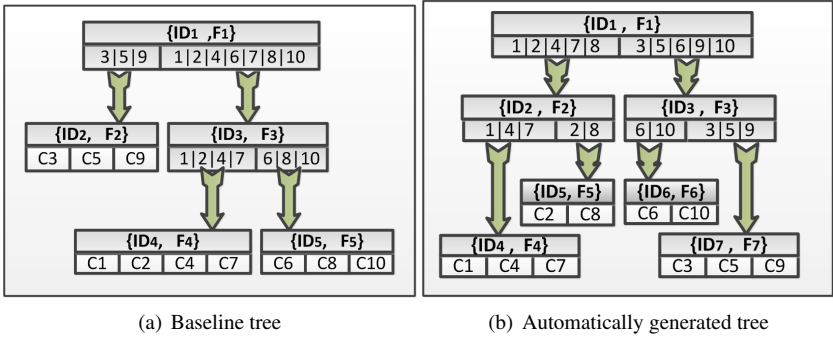 {ID1 ,F1}
3|5|9 1|2|4|6|7|8|10
{ID2, F2}
C3 C5 C9
{ID3, F3}
1|2|4|7 6|8|10
{ID4, F4}
C1 C2 C4 C7
{ID5, F5}
C6 C8 C10
(a) Baseline tree
{ID1 , F1}
1|2|4|7|8 3|5|6|9|10
{ID2 , F2}
1|4|7 2|8
{ID3 , F3}
6|10 3|5|9
{ID5, F5}
C2 C8
{ID6, F6}
C6 C10
{ID4 , F4}
C1 C4 C7
{ID7 , F7}
C3 C5 C9
(b) Automatically generated tree